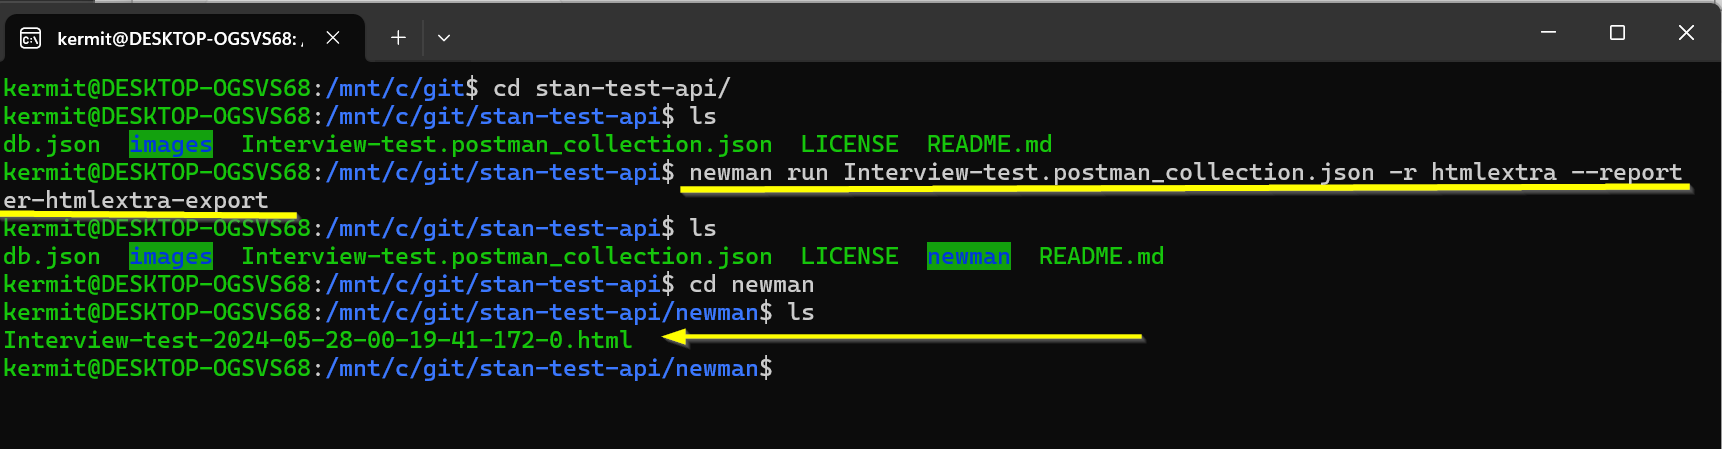 kermit@DESKTOP-OGSVS68: /
kermit@DESKTOP-OGSVS68:/mnt/c/git$ cd stan-test-api/
kermit@DESKTOP-OGSVS68:/mnt/c/git/stan-test-api$ ls
db.json  images  Interview-test.postman_collection.json  LICENSE  README.md
kermit@DESKTOP-OGSVS68:/mnt/c/git/stan-test-api$ newman run Interview-test.postman_collection.json -r htmlextra --report
er-htmlextra-export
kermit@DESKTOP-OGSVS68:/mnt/c/git/stan-test-api$ ls
db.json  images  Interview-test.postman_collection.json  LICENSE  newman  README.md
kermit@DESKTOP-OGSVS68:/mnt/c/git/stan-test-api$ cd newman
kermit@DESKTOP-OGSVS68:/mnt/c/git/stan-test-api/newman$ ls
Interview-test-2024-05-28-00-19-41-172-0.html
kermit@DESKTOP-OGSVS68:/mnt/c/git/stan-test-api/newman$